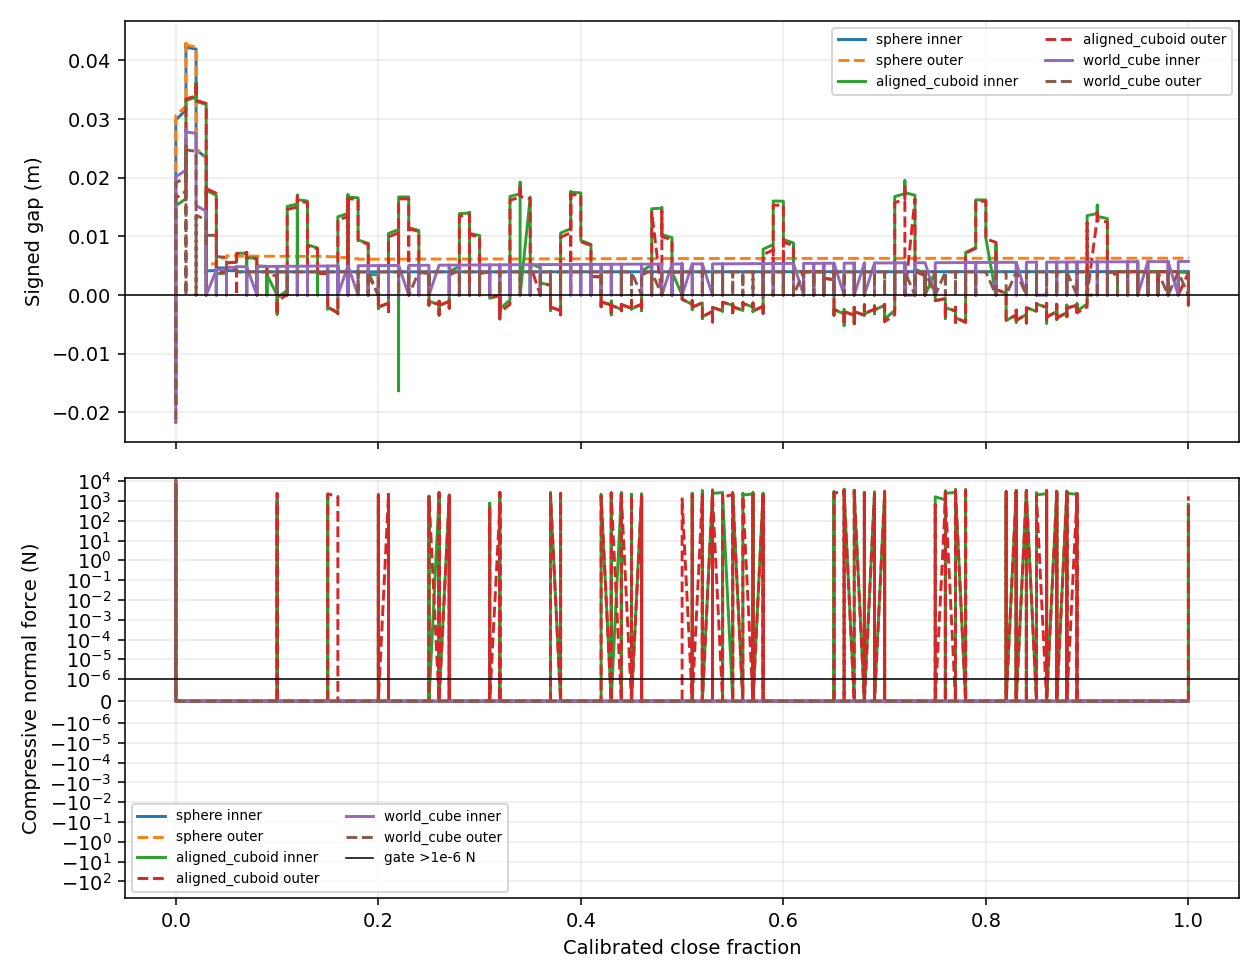 sphere inner
sphere outer
aligned_cuboid inner
aligned_cuboid outer
world_cube inner
world_cube outer
Signed gap (m)
0.04
0.03
0.02
0.01
0.00
−0.01
−0.02
Compressive normal force (N)
10⁴
10³
10²
10¹
10⁰
10⁻¹
10⁻²
10⁻³
10⁻⁴
10⁻⁵
10⁻⁶
0
−10⁻⁶
−10⁻⁵
−10⁻⁴
−10⁻³
−10⁻²
−10⁻¹
−10⁰
−10¹
−10²
sphere inner
sphere outer
aligned_cuboid inner
aligned_cuboid outer
world_cube inner
world_cube outer
gate >1e-6 N
0.0 0.2 0.4 0.6 0.8 1.0
Calibrated close fraction